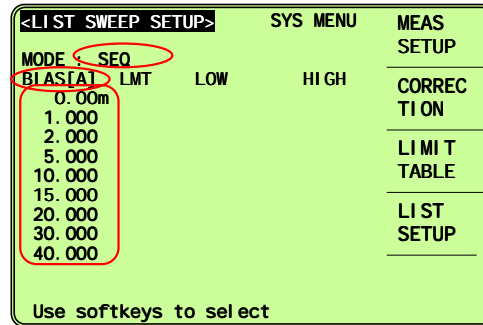 <LIST SWEEP SETUP> SYS MENU
MODE : SEQ
BIAS[A] LMT LOW HIGH
0.00m
1.000
2.000
5.000
10.000
15.000
20.000
30.000
40.000
Use softkeys to select
MEAS
SETUP
CORREC
TION
LIMIT
TABLE
LIST
SETUP